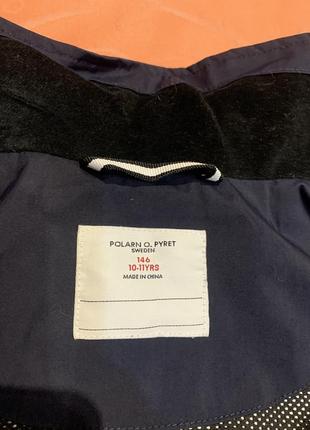 POLARN O. PYRET
SWEDEN
146
10-11YRS
MADE IN CHINA